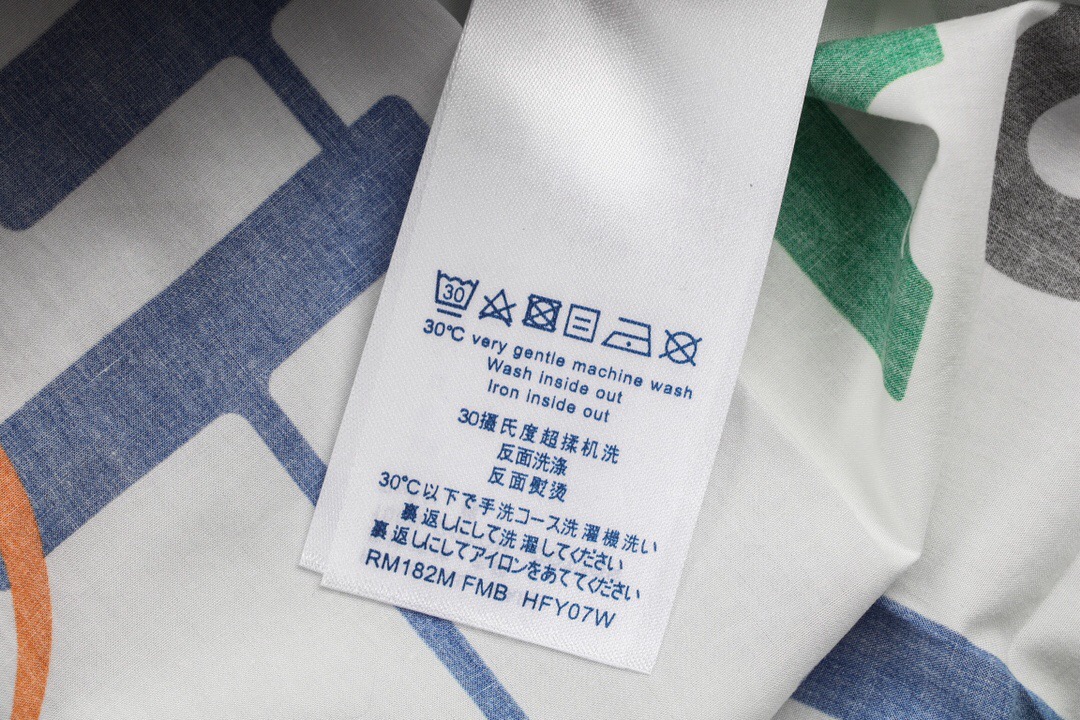 30
30°C very gentle machine wash
Wash inside out
Iron inside out
30摄氏度超揉机洗
反面洗涤
反面熨烫
30℃以下で手洗コース洗濯機洗い
裏返しにして洗濯してください
裏返しにしてアイロンをあててください
RM182M FMB HFY07W